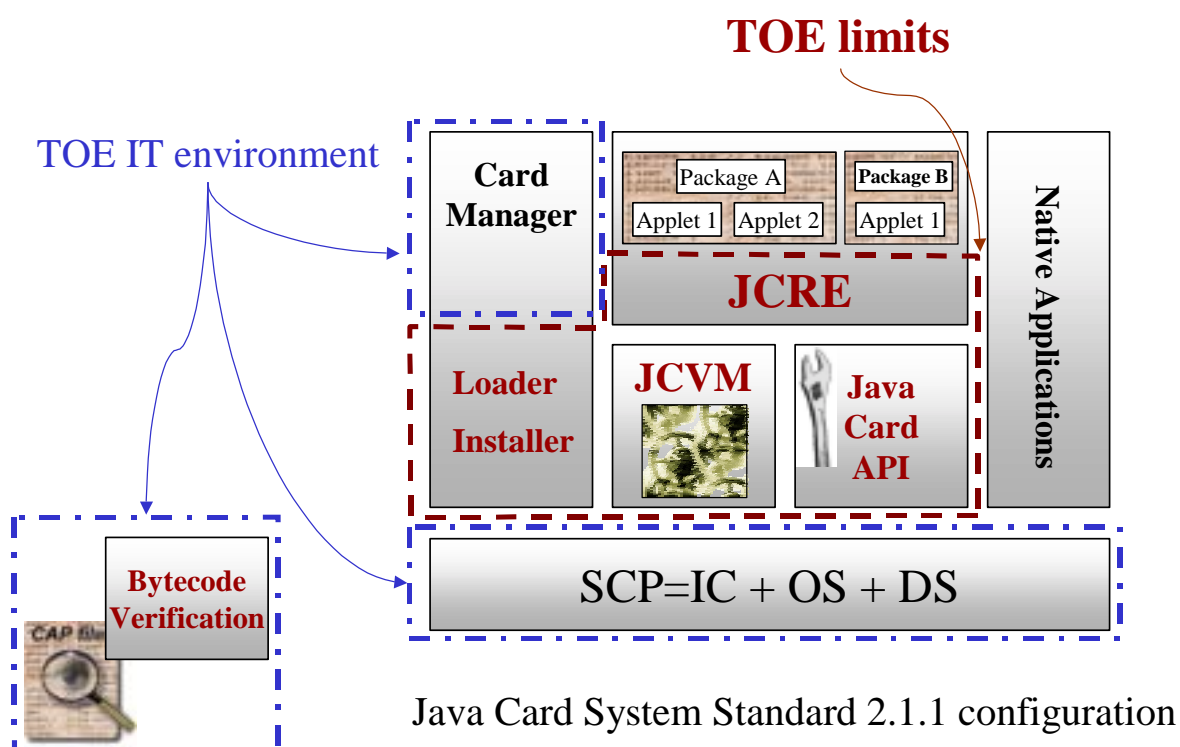 TOE limits
TOE IT environment
Card
Manager
Package A
Applet 1
Applet 2
Package B
Applet 1
JCRE
Native Applications
Loader
Installer
JCVM
Java
Card
API
SCP=IC + OS + DS
Bytecode
Verification
CAP file
Java Card System Standard 2.1.1 configuration